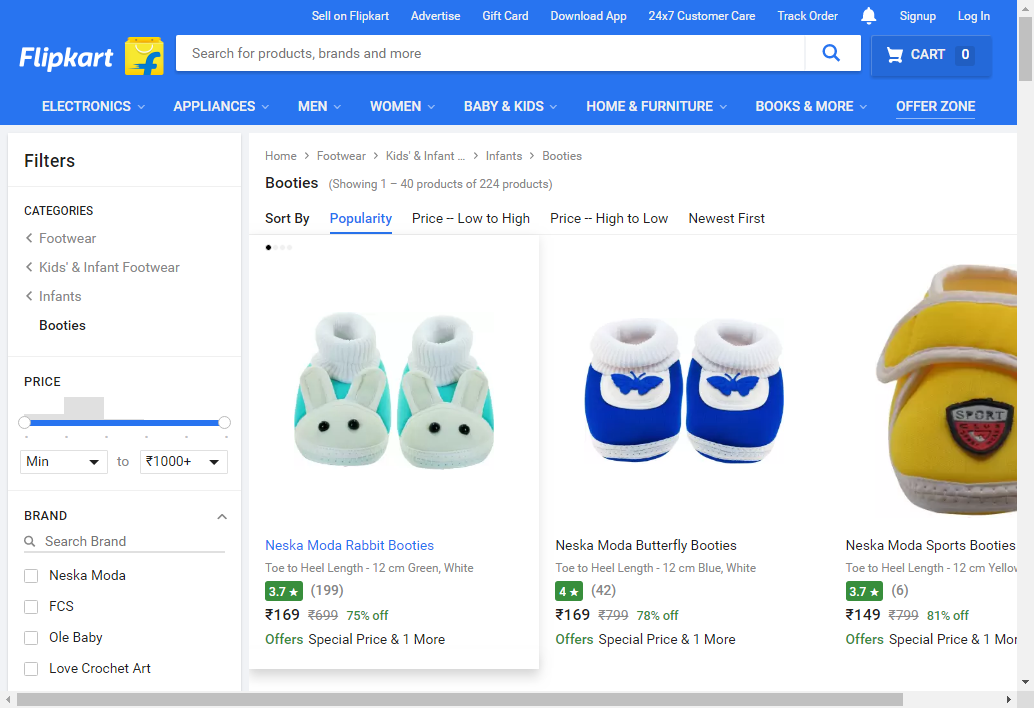 Sell on Flipkart Advertise Gift Card Download App 24x7 Customer Care Track Order Signup Log In
Flipkart
Search for products, brands and more
CART 0
ELECTRONICS APPLIANCES MEN WOMEN BABY & KIDS HOME & FURNITURE BOOKS & MORE OFFER ZONE
Filters
CATEGORIES
Footwear
Kids' & Infant Footwear
Infants
Booties
PRICE
Min to ₹1000+
BRAND
Search Brand
Neska Moda
FCS
Ole Baby
Love Crochet Art
Home > Footwear > Kids' & Infant ... > Infants > Booties
Booties (Showing 1 – 40 products of 224 products)
Sort By Popularity Price -- Low to High Price -- High to Low Newest First
SPORT
CLUB
Neska Moda Rabbit Booties
Toe to Heel Length - 12 cm Green, White
3.7 ★ (199)
₹169 ₹699 75% off
Offers Special Price & 1 More
Neska Moda Butterfly Booties
Toe to Heel Length - 12 cm Blue, White
4 ★ (42)
₹169 ₹799 78% off
Offers Special Price & 1 More
Neska Moda Sports Booties
Toe to Heel Length - 12 cm Yellow
3.7 ★ (6)
₹149 ₹799 81% off
Offers Special Price & 1 Mor